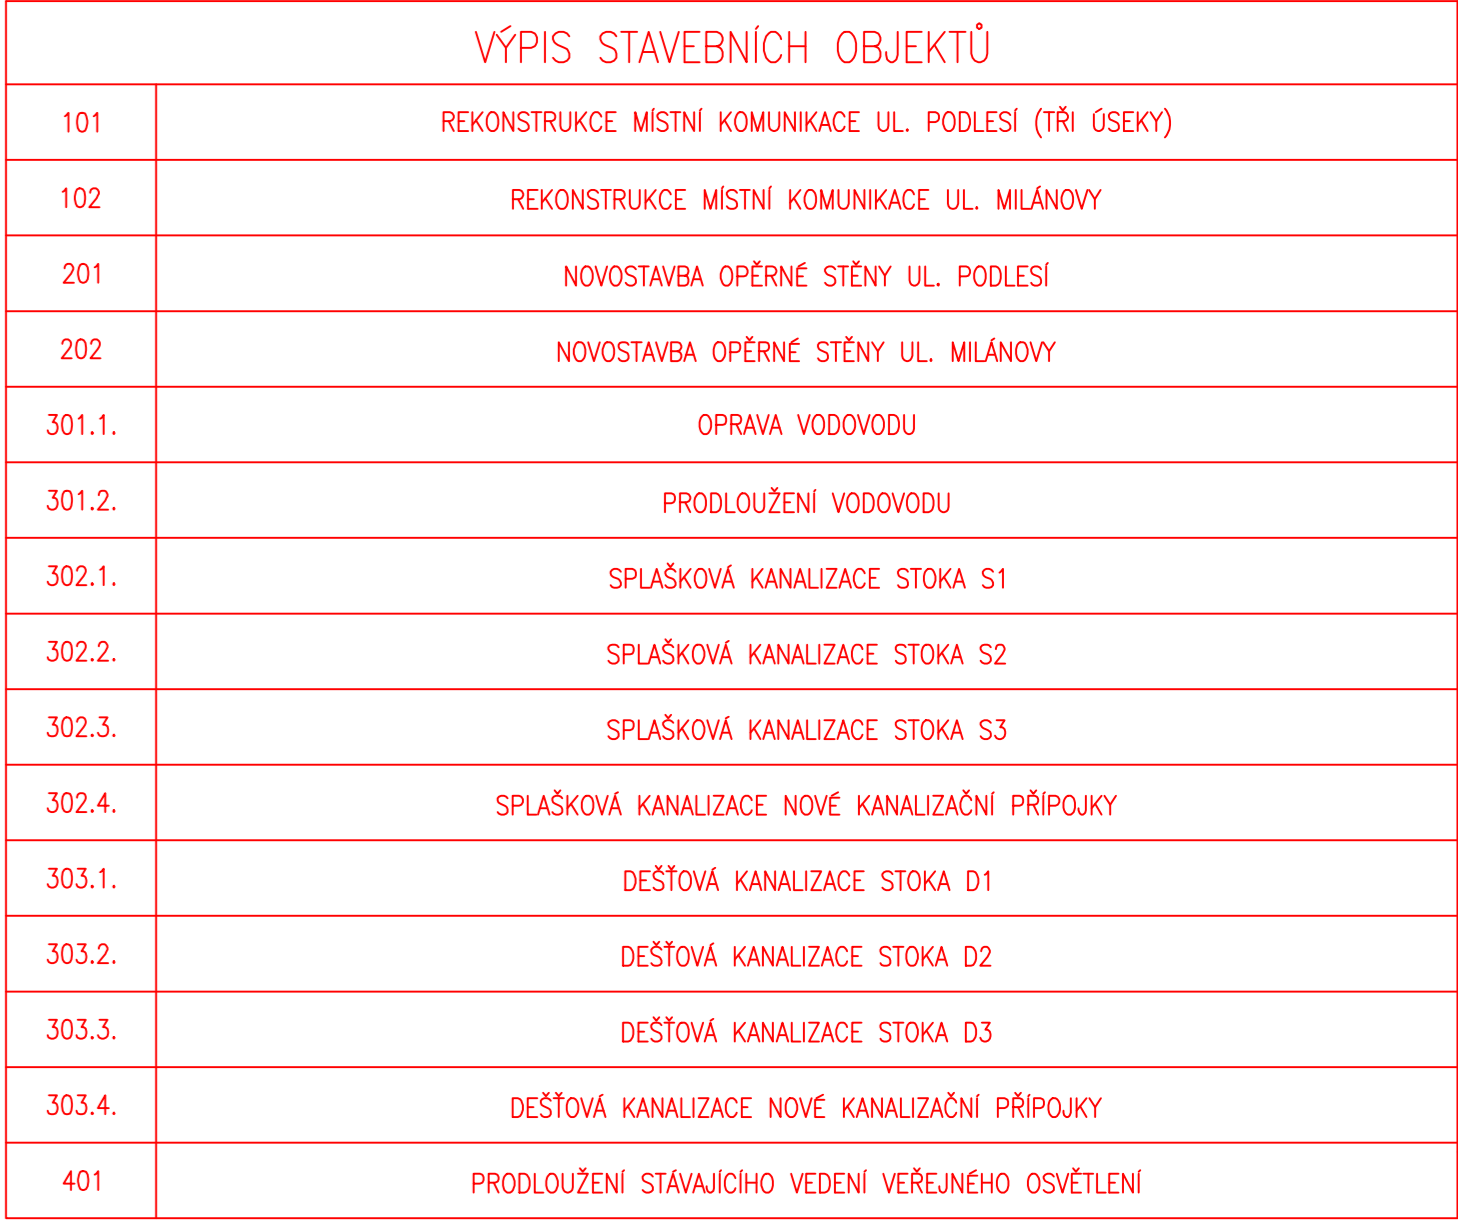 VÝPIS STAVEBNÍCH OBJEKTŮ
101 REKONSTRUKCE MÍSTNÍ KOMUNIKACE UL. PODLESÍ (TŘI ÚSEKY)
102 REKONSTRUKCE MÍSTNÍ KOMUNIKACE UL. MILÁNOVY
201 NOVOSTAVBA OPĚRNÉ STĚNY UL. PODLESÍ
202 NOVOSTAVBA OPĚRNÉ STĚNY UL. MILÁNOVY
301.1. OPRAVA VODOVODU
301.2. PRODLOUŽENÍ VODOVODU
302.1. SPLAŠKOVÁ KANALIZACE STOKA S1
302.2. SPLAŠKOVÁ KANALIZACE STOKA S2
302.3. SPLAŠKOVÁ KANALIZACE STOKA S3
302.4. SPLAŠKOVÁ KANALIZACE NOVÉ KANALIZAČNÍ PŘÍPOJKY
303.1. DEŠŤOVÁ KANALIZACE STOKA D1
303.2. DEŠŤOVÁ KANALIZACE STOKA D2
303.3. DEŠŤOVÁ KANALIZACE STOKA D3
303.4. DEŠŤOVÁ KANALIZACE NOVÉ KANALIZAČNÍ PŘÍPOJKY
401 PRODLOUŽENÍ STÁVAJÍCÍHO VEDENÍ VEŘEJNÉHO OSVĚTLENÍ